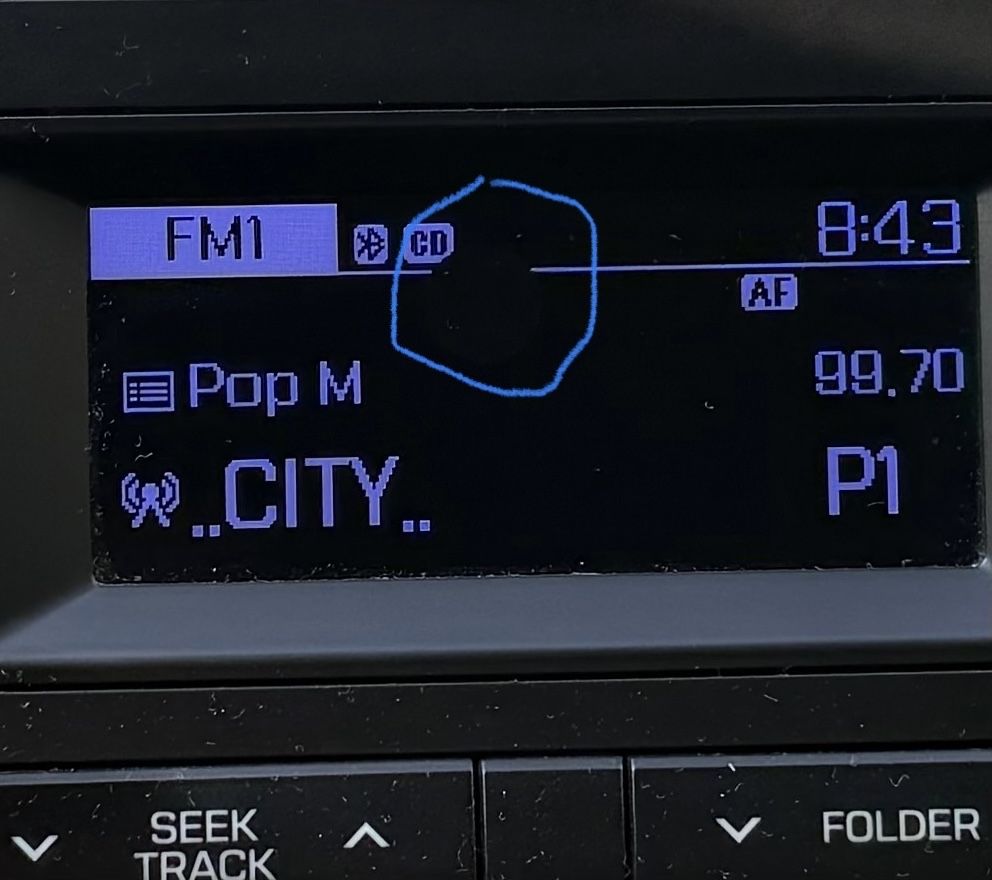 FM1 CD 8:43
AF
Pop M 99.70
..CITY.. P1
SEEK
TRACK
FOLDER